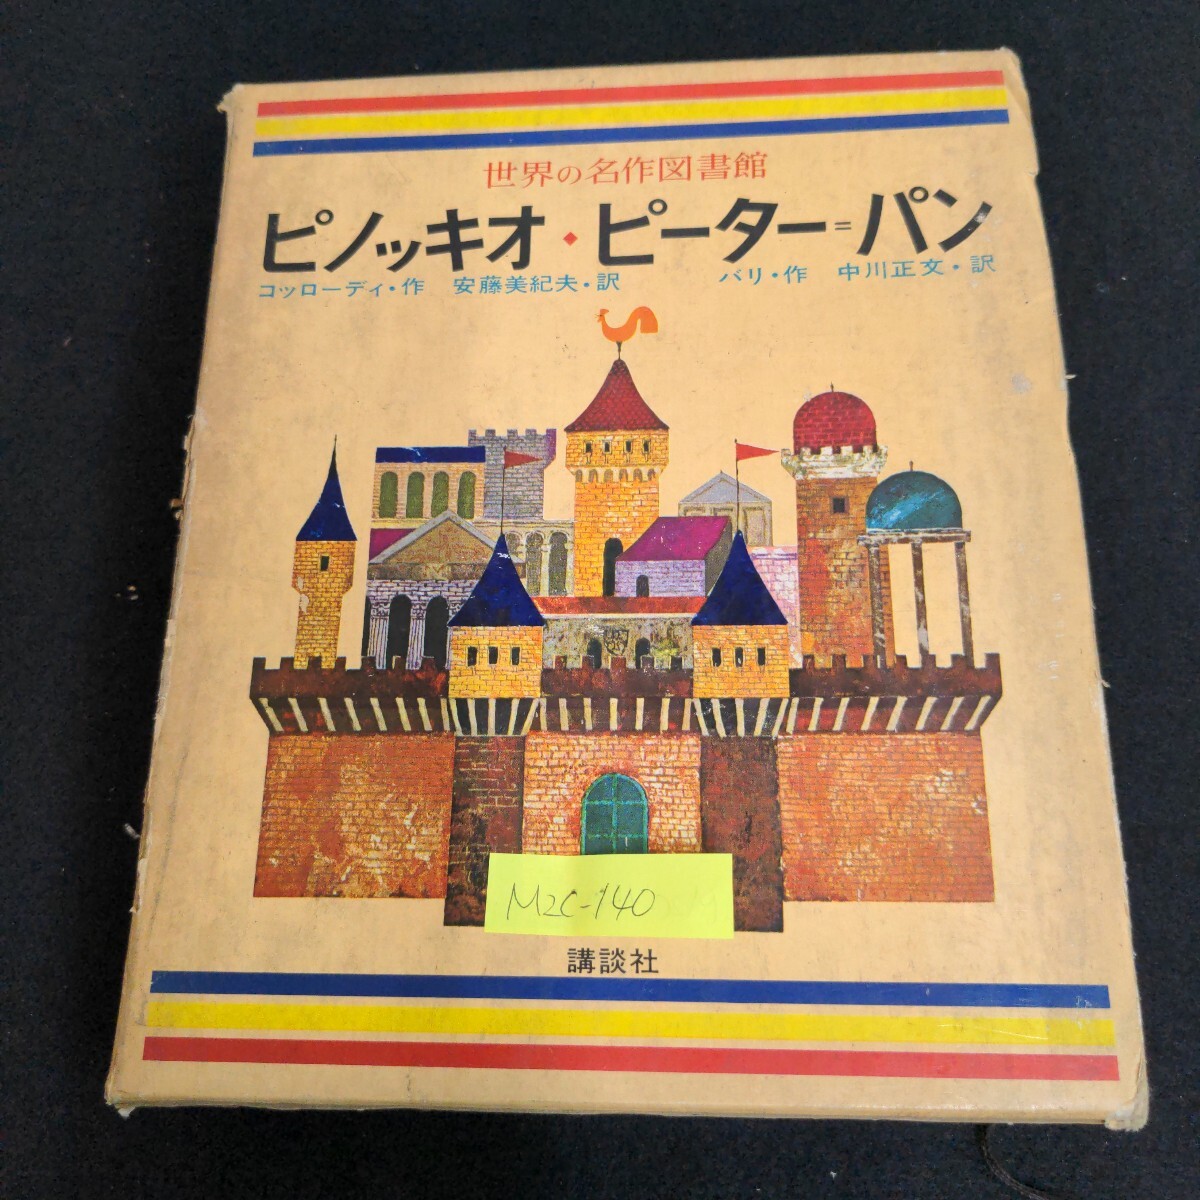 世界の名作図書館
ピノッキオ・ピーター=パン
コッローディ・作 安藤美紀夫・訳 バリ・作 中川正文・訳
M2C-140
講談社